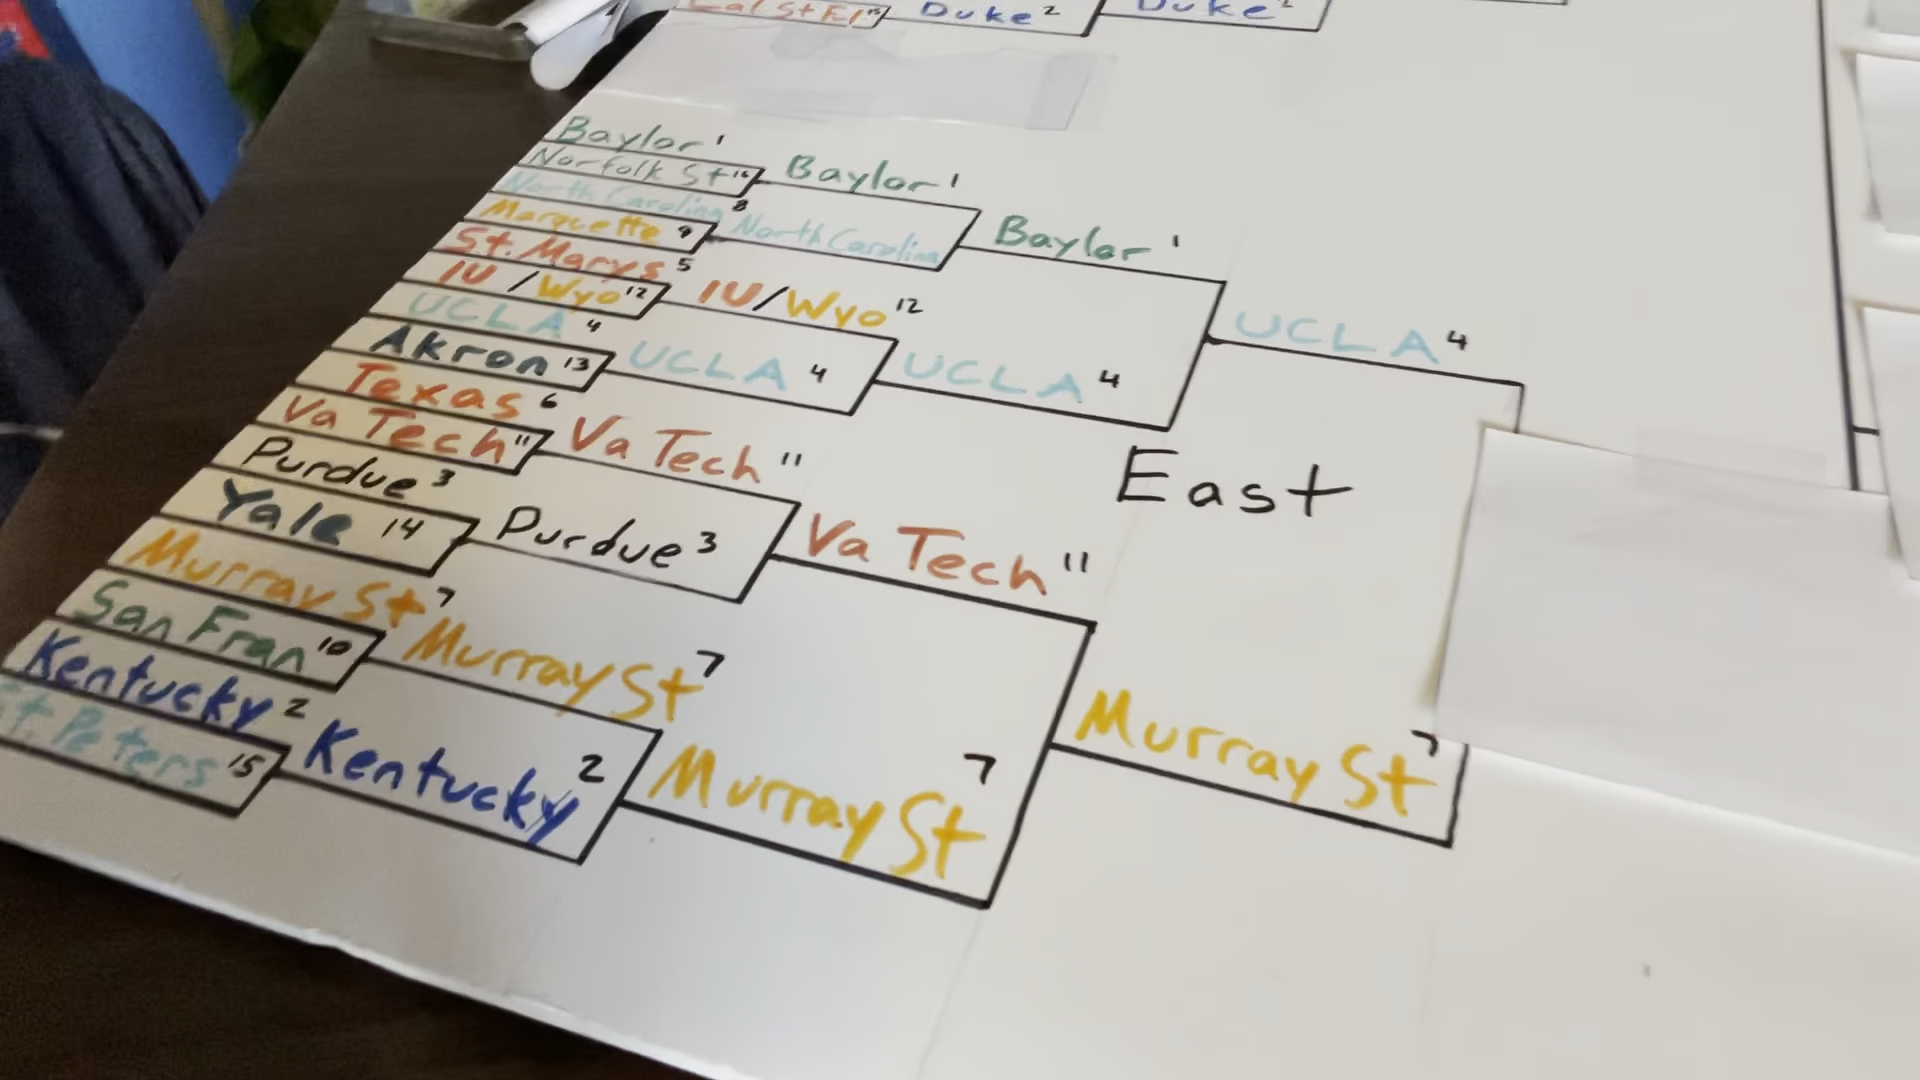 Duke 2
Duke
Baylor 1
Norfolk St 16
North Carolina 8
Marquette 9
St. Marys 5
IU / Wyo 12
UCLA 4
Akron 13
Texas 6
Va Tech 11
Purdue 3
Yale 14
Murray St 7
San Fran 10
Kentucky 2
St. Peters 15
Baylor 1
North Carolina
IU/Wyo 12
UCLA 4
Va Tech 11
Purdue 3
Murray St 7
Kentucky 2
Baylor 1
UCLA 4
Va Tech 11
Murray St 7
UCLA 4
Murray St 7
East